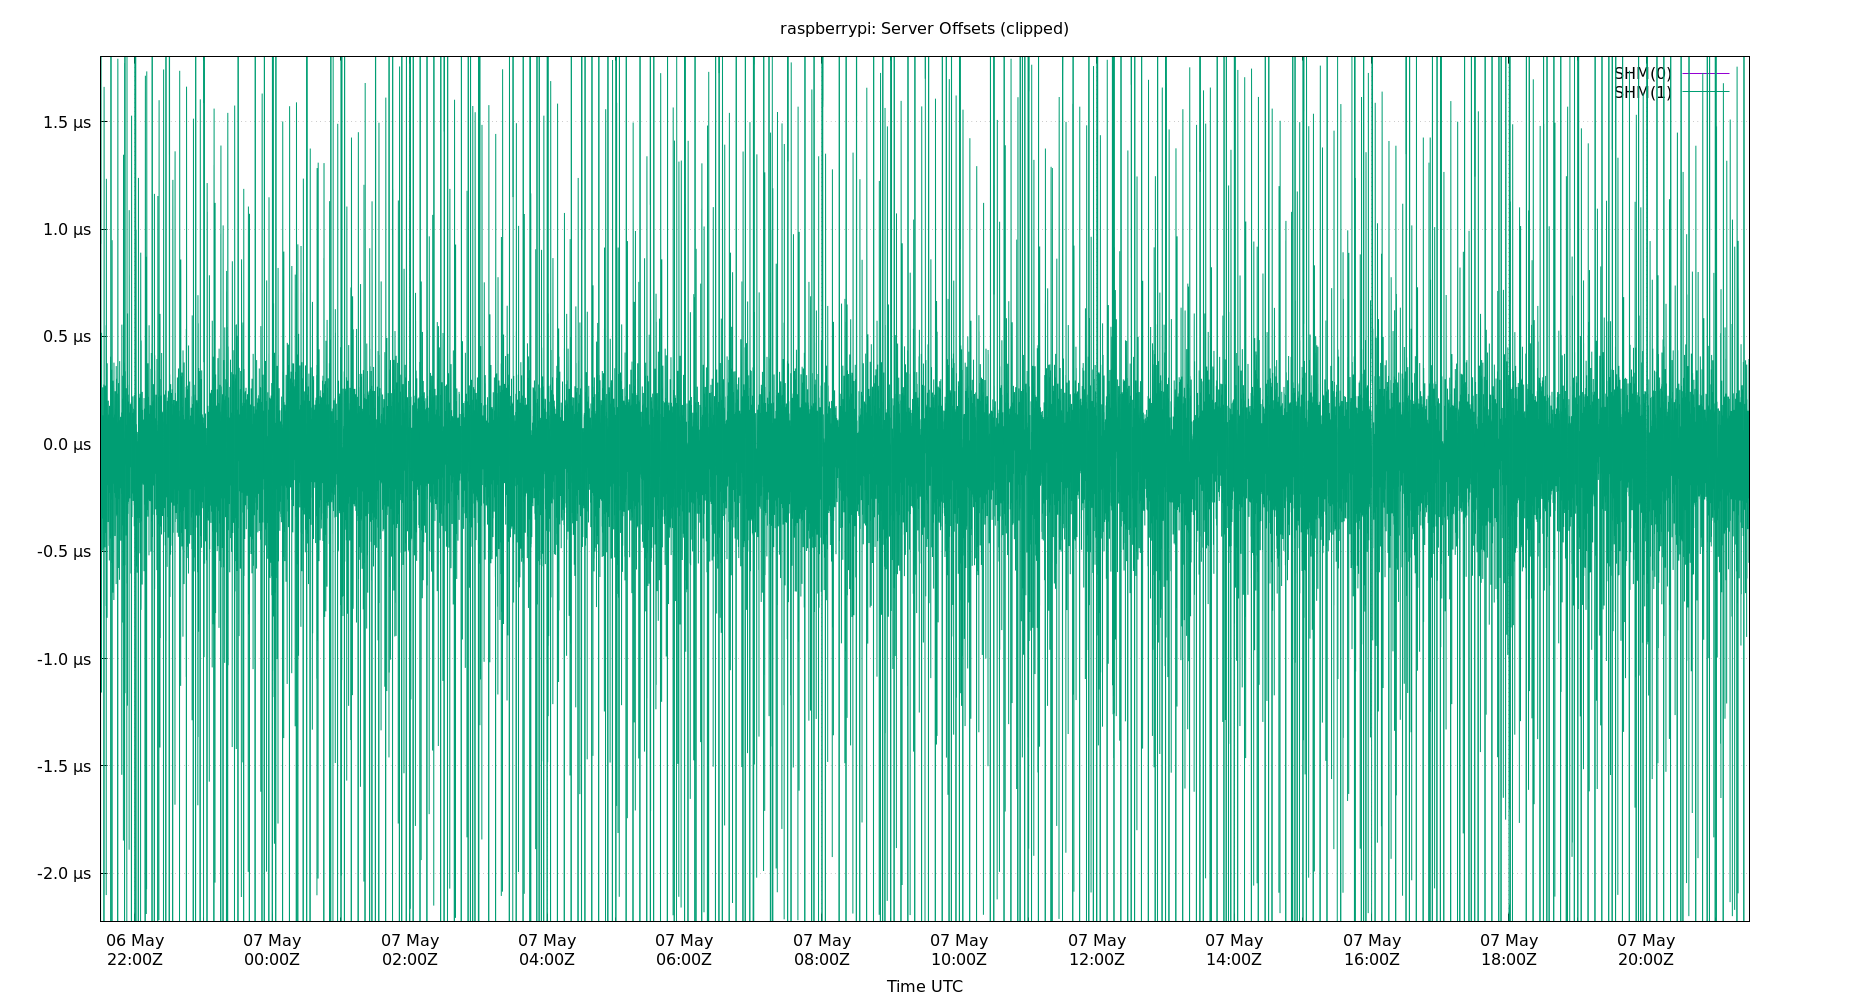 raspberrypi: Server Offsets (clipped)
SHM(0)
SHM(1)
1.5 µs
1.0 µs
0.5 µs
0.0 µs
-0.5 µs
-1.0 µs
-1.5 µs
-2.0 µs
06 May 07 May 07 May 07 May 07 May 07 May 07 May 07 May 07 May 07 May 07 May 07 May
22:00Z 00:00Z 02:00Z 04:00Z 06:00Z 08:00Z 10:00Z 12:00Z 14:00Z 16:00Z 18:00Z 20:00Z
Time UTC